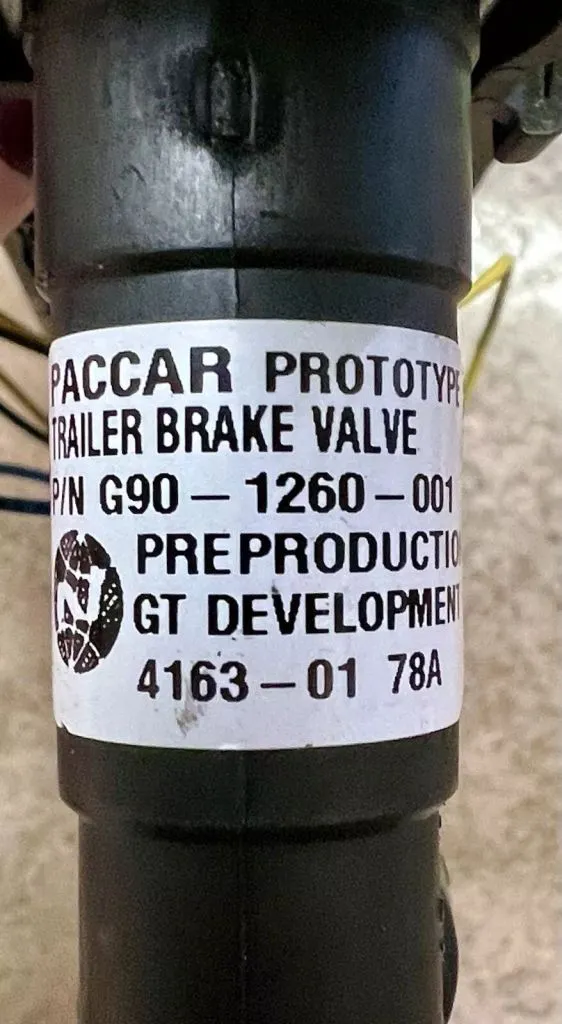 PACCAR PROTOTYPE
TRAILER BRAKE VALVE
P/N G90-1260-001
PREPRODUCTIO
GT DEVELOPMENT
4163-01 78A